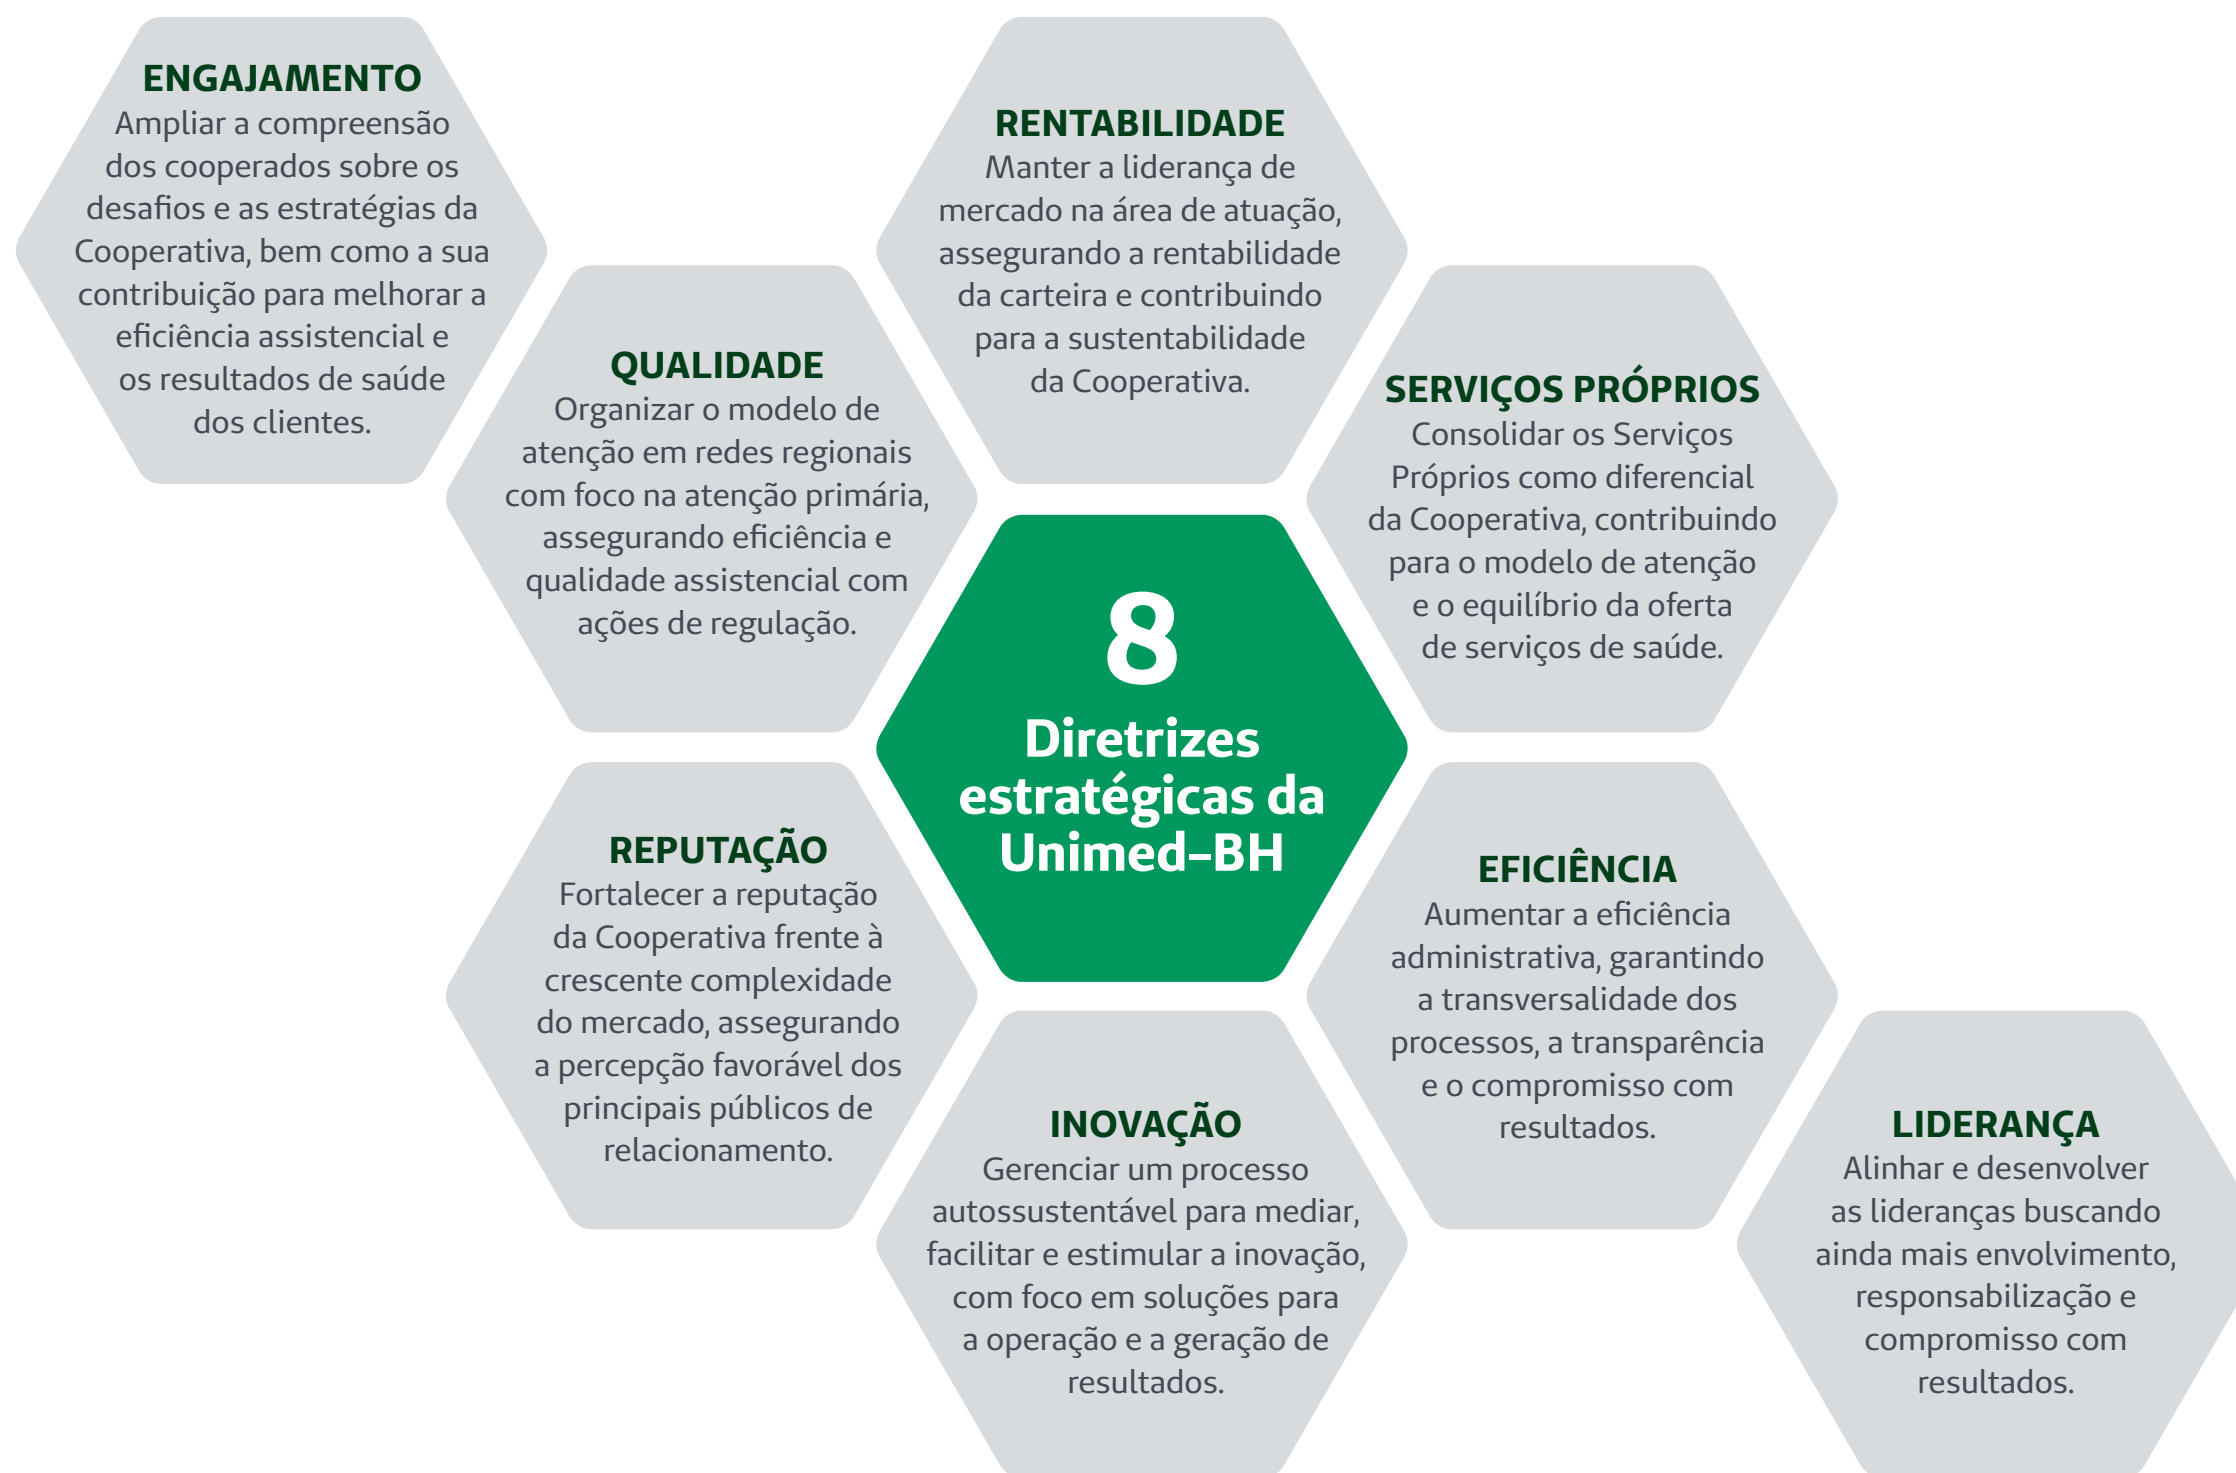 ENGAJAMENTO
Ampliar a compreensão
dos cooperados sobre os
desafios e as estratégias da
Cooperativa, bem como a sua
contribuição para melhorar a
eficiência assistencial e
os resultados de saúde
dos clientes.
QUALIDADE
Organizar o modelo de
atenção em redes regionais
com foco na atenção primária,
assegurando eficiência e
qualidade assistencial com
ações de regulação.
RENTABILIDADE
Manter a liderança de
mercado na área de atuação,
assegurando a rentabilidade
da carteira e contribuindo
para a sustentabilidade
da Cooperativa.
SERVIÇOS PRÓPRIOS
Consolidar os Serviços
Próprios como diferencial
da Cooperativa, contribuindo
para o modelo de atenção
e o equilíbrio da oferta
de serviços de saúde.
8
Diretrizes
estratégicas da
Unimed-BH
REPUTAÇÃO
Fortalecer a reputação
da Cooperativa frente à
crescente complexidade
do mercado, assegurando
a percepção favorável dos
principais públicos de
relacionamento.
INOVAÇÃO
Gerenciar um processo
autossustentável para mediar,
facilitar e estimular a inovação,
com foco em soluções para
a operação e a geração de
resultados.
EFICIÊNCIA
Aumentar a eficiência
administrativa, garantindo
a transversalidade dos
processos, a transparência
e o compromisso com
resultados.
LIDERANÇA
Alinhar e desenvolver
as lideranças buscando
ainda mais envolvimento,
responsabilização e
compromisso com
resultados.